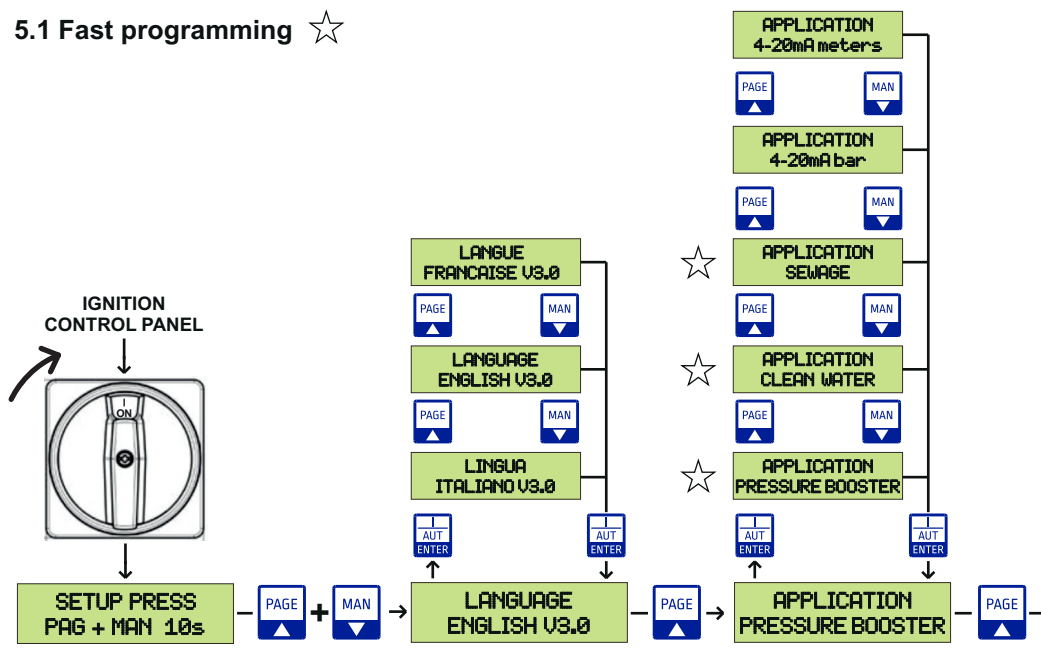 5.1 Fast programming
APPLICATION
4-20mA meters
PAGE
MAN
APPLICATION
4-20mA bar
PAGE
MAN
APPLICATION
SEWAGE
PAGE
MAN
APPLICATION
CLEAN WATER
PAGE
MAN
APPLICATION
PRESSURE BOOSTER
I
AUT
ENTER
I
AUT
ENTER
LANGUE
FRANCAISE V3.0
PAGE
MAN
LANGUAGE
ENGLISH V3.0
PAGE
MAN
LINGUA
ITALIANO V3.0
I
AUT
ENTER
I
AUT
ENTER
IGNITION
CONTROL PANEL
I
ON
SETUP PRESS
PAG + MAN 10s
PAGE
+
MAN
LANGUAGE
ENGLISH V3.0
PAGE
APPLICATION
PRESSURE BOOSTER
PAGE